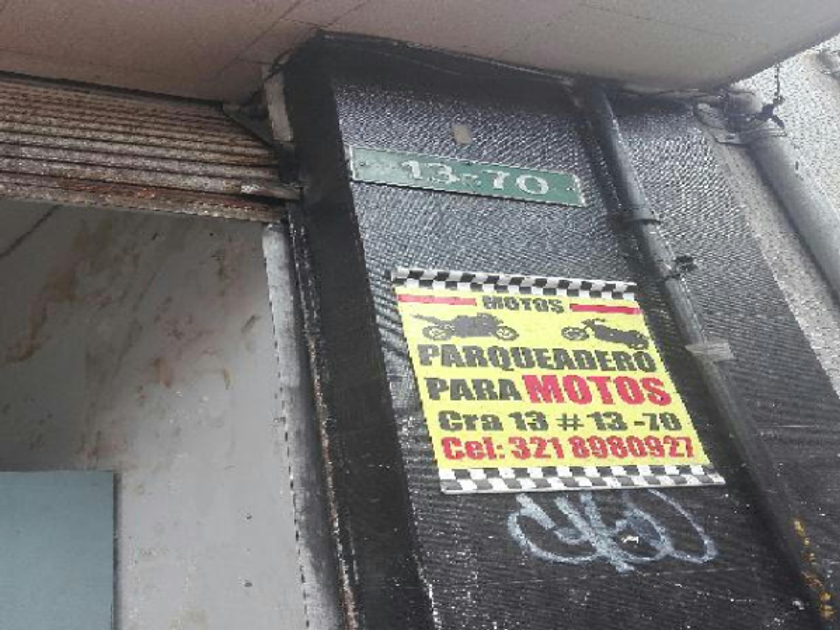 13-70
MOTOS
PARQUEADERO
PARA MOTOS
Cra 13 # 13-70
Cel: 321 8980927